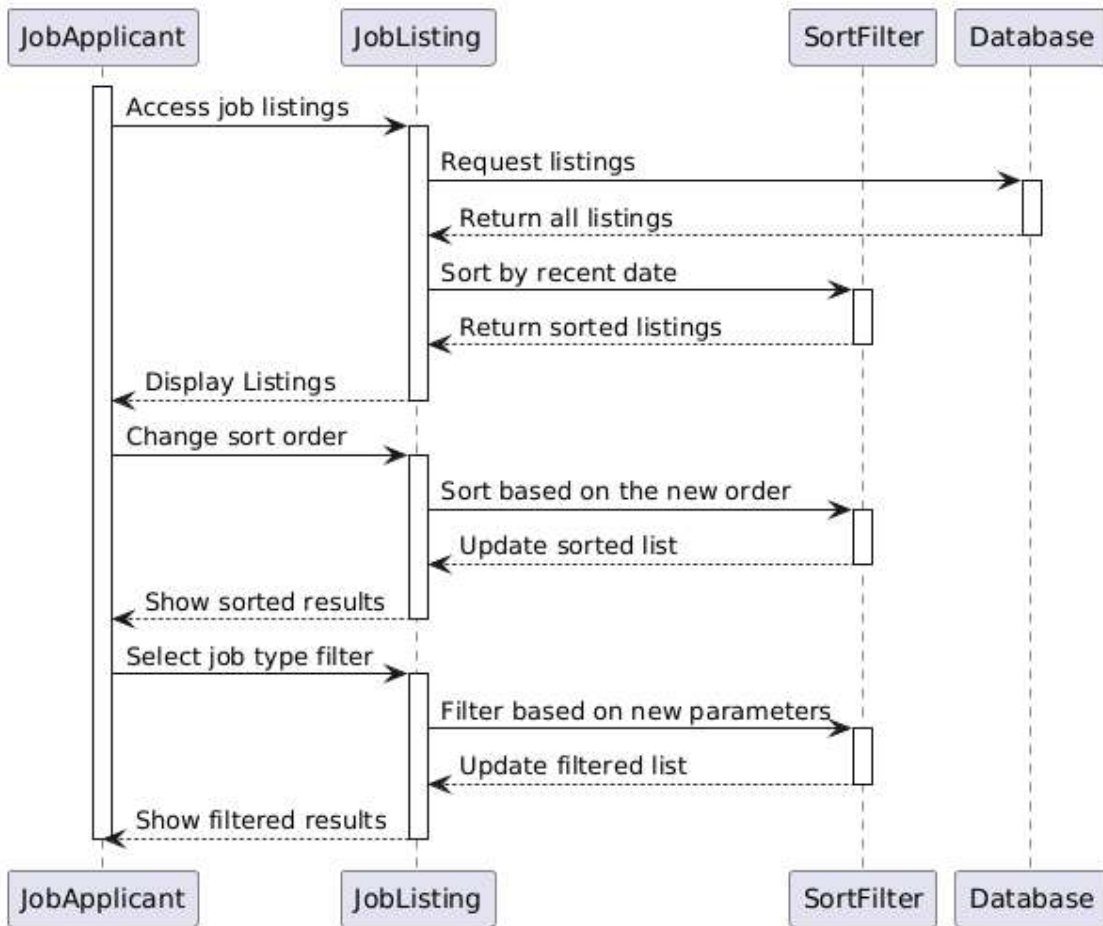 JobApplicant JobListing SortFilter Database
Access job listings
Request listings
Return all listings
Sort by recent date
Return sorted listings
Display Listings
Change sort order
Sort based on the new order
Update sorted list
Show sorted results
Select job type filter
Filter based on new parameters
Update filtered list
Show filtered results
JobApplicant JobListing SortFilter Database